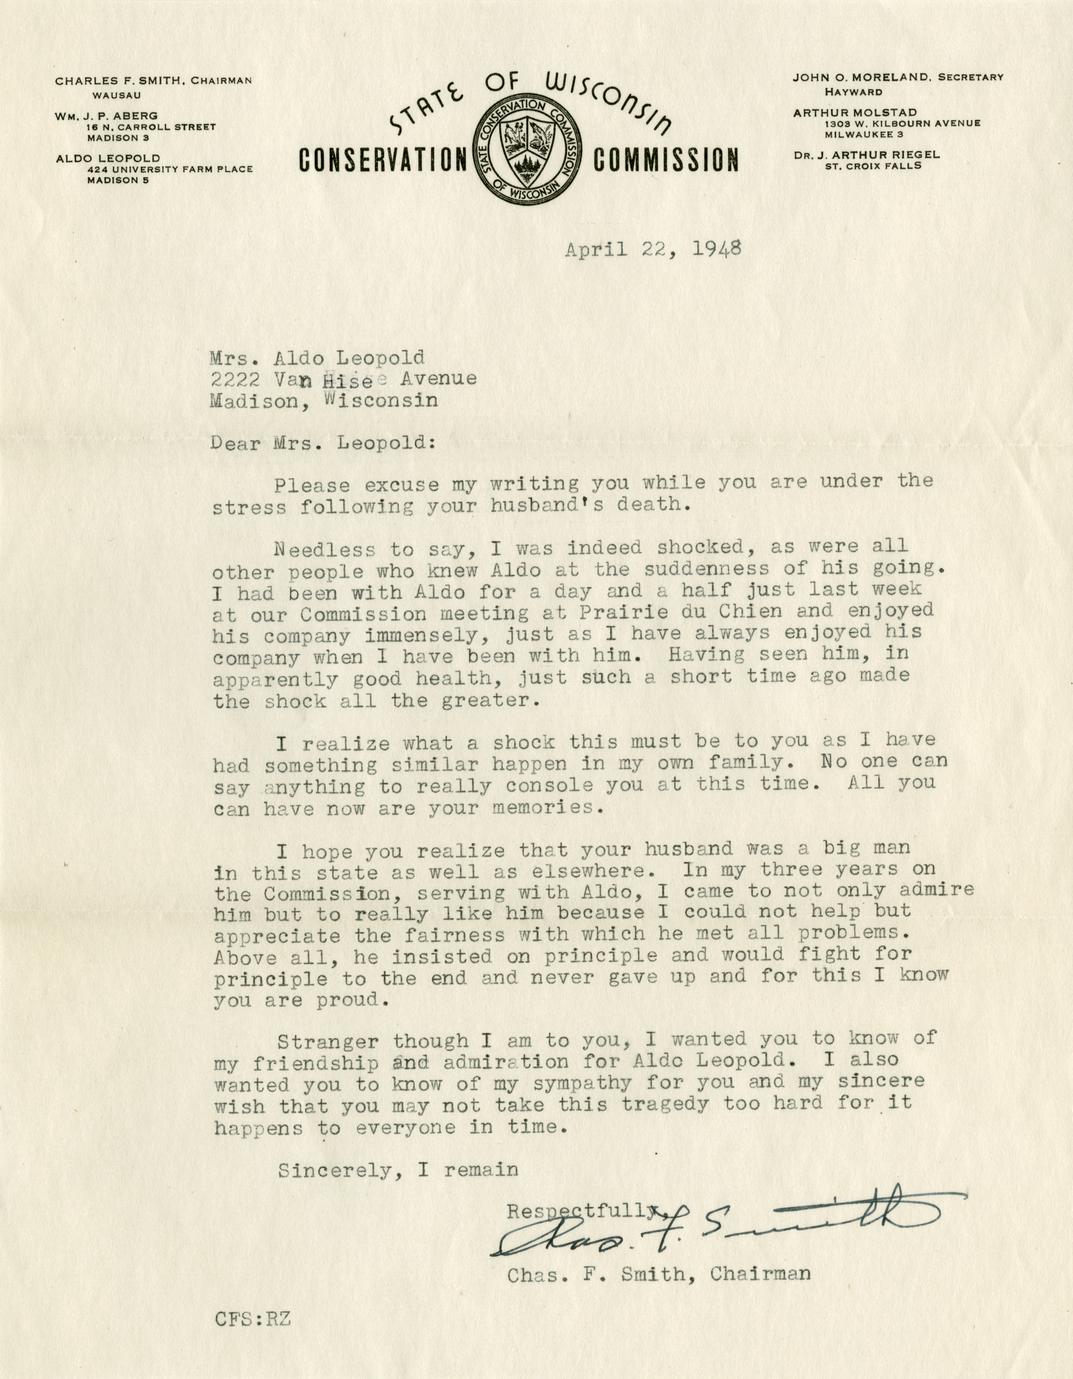 CHARLES F. SMITH, CHAIRMAN
WAUSAU
WM. J. P. ABERG
16 N. CARROLL STREET
MADISON 3
ALDO LEOPOLD
424 UNIVERSITY FARM PLACE
MADISON 5
STATE OF WISCONSIN
CONSERVATION COMMISSION
STATE CONSERVATION COMMISSION
OF WISCONSIN
JOHN O. MORELAND, SECRETARY
HAYWARD
ARTHUR MOLSTAD
1303 W. KILBOURN AVENUE
MILWAUKEE 3
DR. J. ARTHUR RIEGEL
ST. CROIX FALLS
April 22, 1948
Mrs. Aldo Leopold
2222 Van Hise Avenue
Madison, Wisconsin
Dear Mrs. Leopold:
Please excuse my writing you while you are under the
stress following your husband's death.
Needless to say, I was indeed shocked, as were all
other people who knew Aldo at the suddenness of his going.
I had been with Aldo for a day and a half just last week
at our Commission meeting at Prairie du Chien and enjoyed
his company immensely, just as I have always enjoyed his
company when I have been with him. Having seen him, in
apparently good health, just such a short time ago made
the shock all the greater.
I realize what a shock this must be to you as I have
had something similar happen in my own family. No one can
say anything to really console you at this time. All you
can have now are your memories.
I hope you realize that your husband was a big man
in this state as well as elsewhere. In my three years on
the Commission, serving with Aldo, I came to not only admire
him but to really like him because I could not help but
appreciate the fairness with which he met all problems.
Above all, he insisted on principle and would fight for
principle to the end and never gave up and for this I know
you are proud.
Stranger though I am to you, I wanted you to know of
my friendship and admiration for Aldo Leopold. I also
wanted you to know of my sympathy for you and my sincere
wish that you may not take this tragedy too hard for it
happens to everyone in time.
Sincerely, I remain
Respectfully,
Chas. F. Smith
Chas. F. Smith, Chairman
CFS:RZ